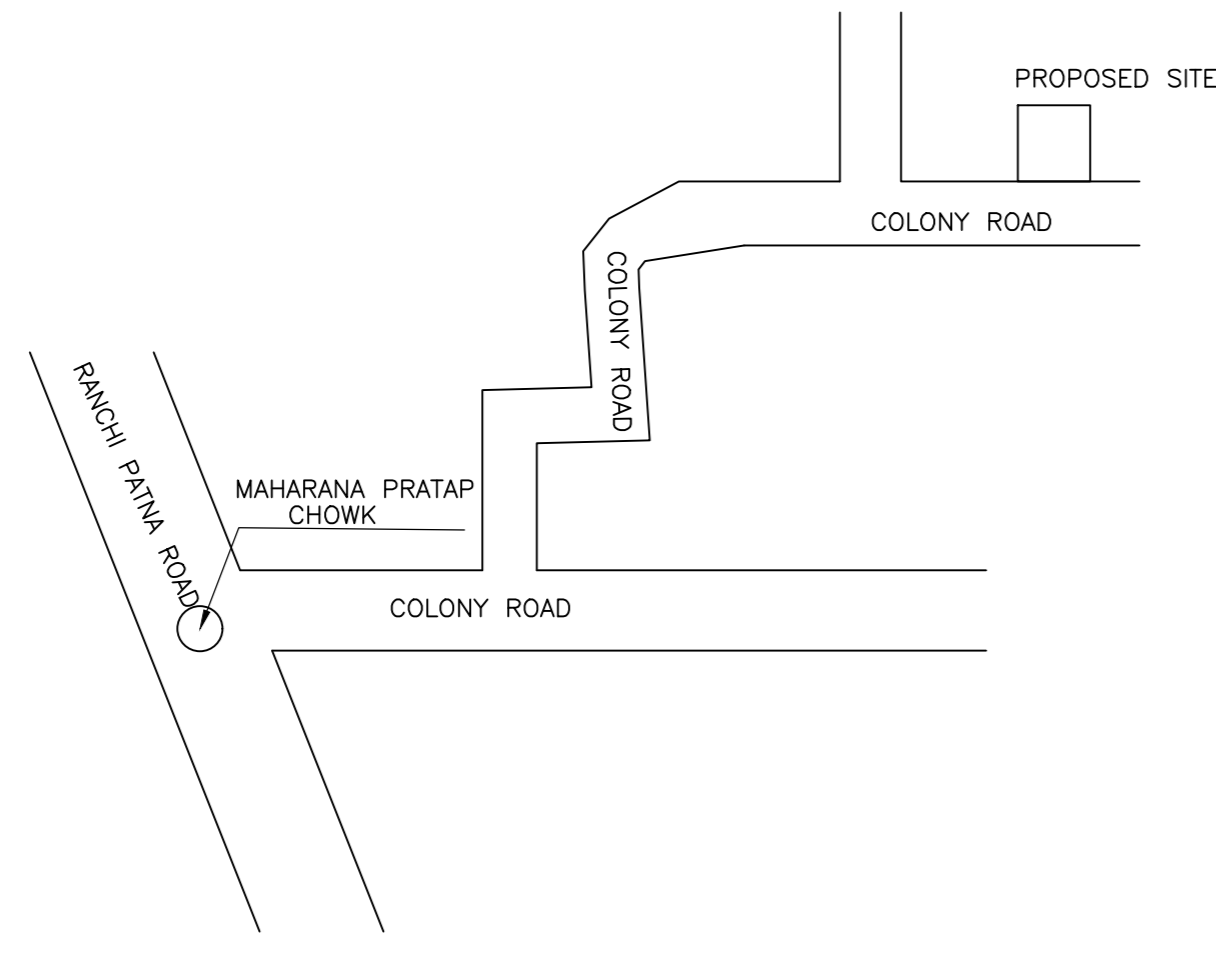 PROPOSED SITE
COLONY ROAD
COLONY ROAD
RANCHI PATNA ROAD
MAHARANA PRATAP
CHOWK
COLONY ROAD